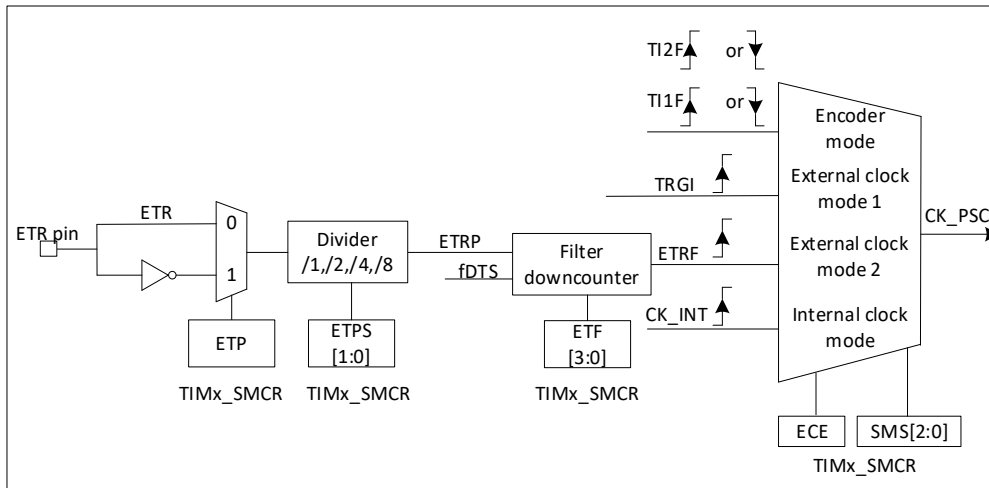 TI2F or
TI1F or
Encoder
mode
TRGI
External clock
mode 1
CK_PSC
ETR pin
ETR
0
1
Divider
/1,/2,/4,/8
ETRP
fDTS
Filter
downcounter
ETRF
External clock
mode 2
CK_INT
Internal clock
mode
ETP
ETPS
[1:0]
ETF
[3:0]
TIMx_SMCR
TIMx_SMCR
TIMx_SMCR
ECE
SMS[2:0]
TIMx_SMCR